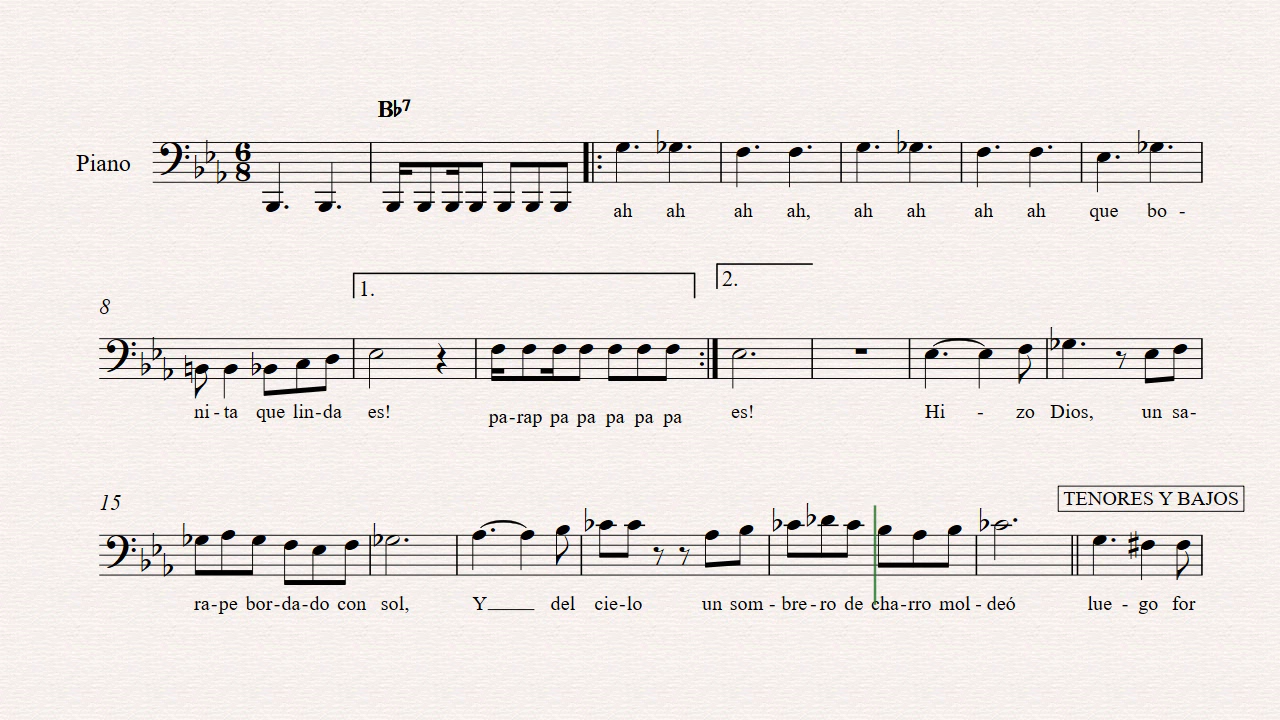 B♭7
Piano
6
8
ah ah ah ah, ah ah ah ah que bo -
1.
2.
8
ni - ta que lin - da es! pa - rap pa pa pa pa pa es! Hi - zo Dios, un sa -
TENORES Y BAJOS
15
ra - pe bor - da - do con sol, Y____ del cie - lo un som - bre - ro de cha - rro mol - deó lue - go for